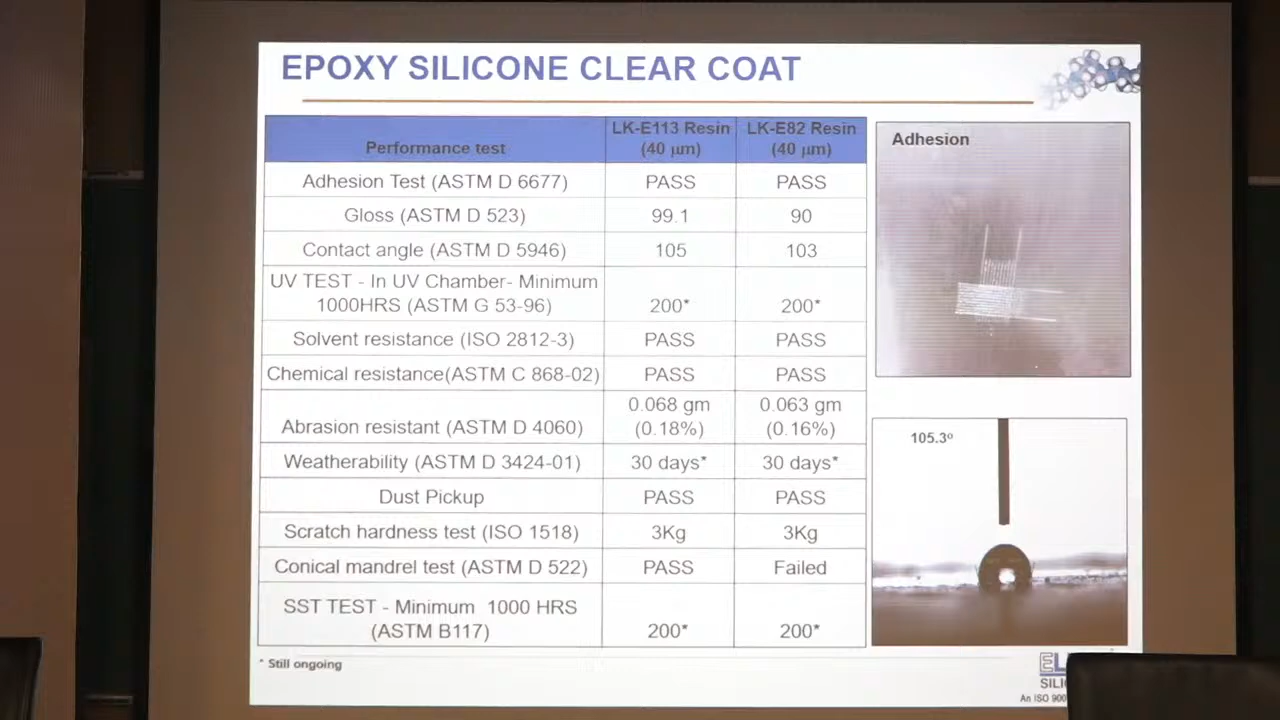 EPOXY SILICONE CLEAR COAT
Performance test
LK-E113 Resin
(40 μm)
LK-E82 Resin
(40 μm)
Adhesion Test (ASTM D 6677)
PASS
PASS
Gloss (ASTM D 523)
99.1
90
Contact angle (ASTM D 5946)
105
103
UV TEST - In UV Chamber- Minimum
1000HRS (ASTM G 53-96)
200*
200*
Solvent resistance (ISO 2812-3)
PASS
PASS
Chemical resistance(ASTM C 868-02)
PASS
PASS
Abrasion resistant (ASTM D 4060)
0.068 gm
(0.18%)
0.063 gm
(0.16%)
Weatherability (ASTM D 3424-01)
30 days*
30 days*
Dust Pickup
PASS
PASS
Scratch hardness test (ISO 1518)
3Kg
3Kg
Conical mandrel test (ASTM D 522)
PASS
Failed
SST TEST - Minimum 1000 HRS
(ASTM B117)
200*
200*
* Still ongoing
Adhesion
105.3º
An ISO 900